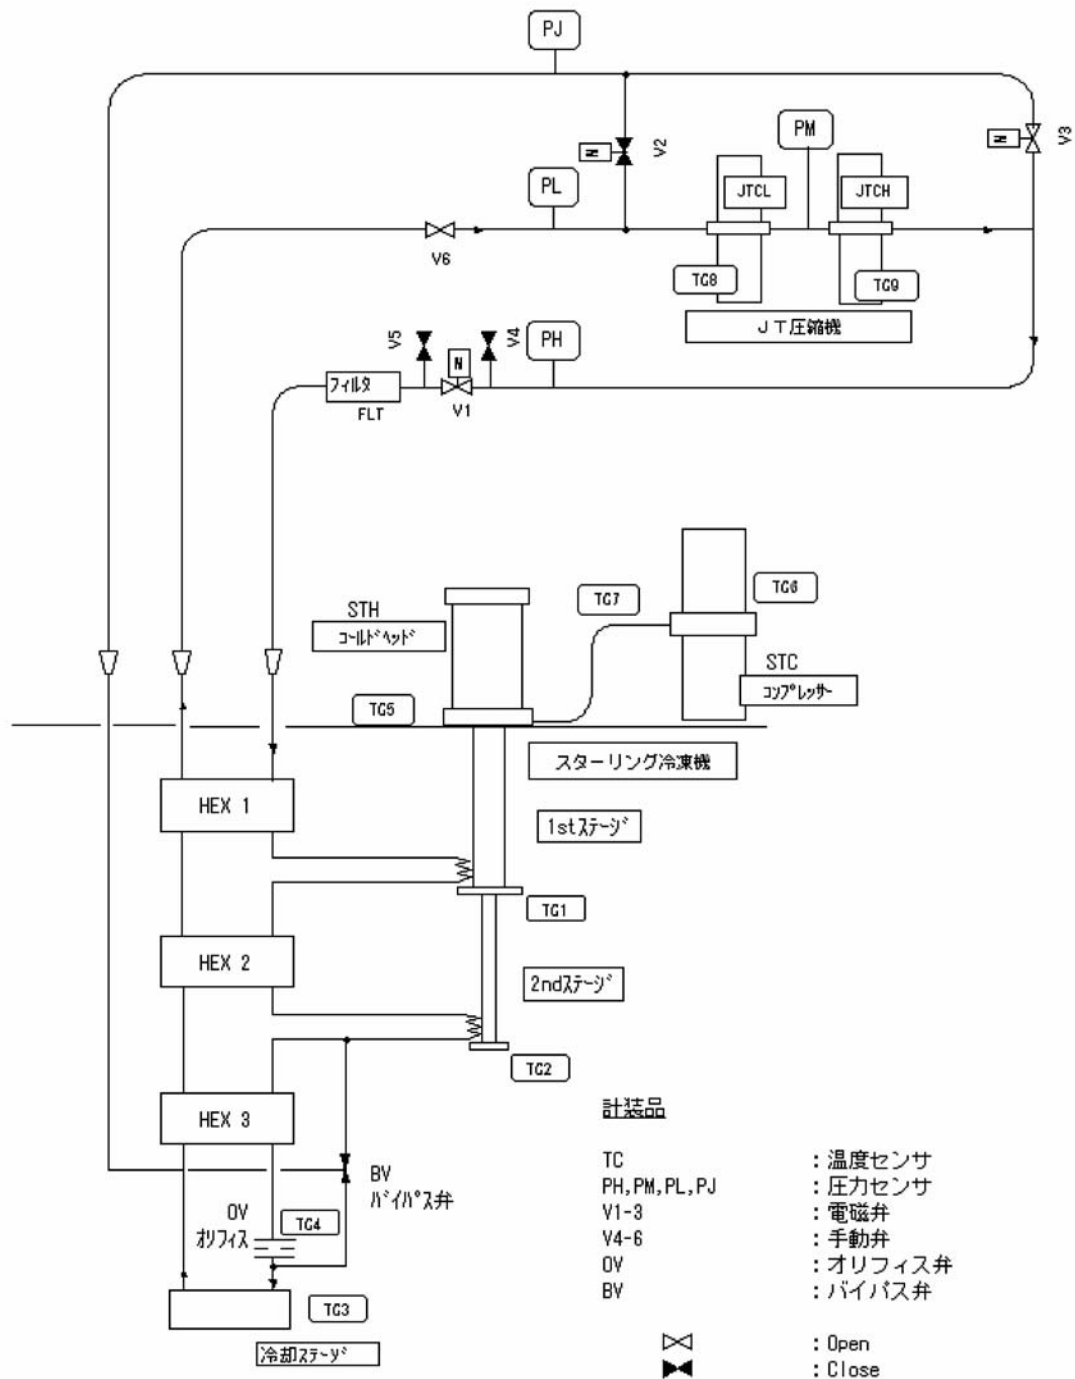 PJ
V3
N
PM
V2
N
PL
JTCL
JTCH
V6
TC8
TC9
JT圧縮機
V5
V4
PH
N
フィルタ
FLT
V1
TC7
TC6
STH
コールドヘッド
STC
コンプレッサー
TC5
スターリング冷凍機
HEX 1
1stステージ
TC1
HEX 2
2ndステージ
TC2
HEX 3
BV
バイパス弁
OV
オリフィス
TC4
TC3
冷却ステージ
計装品
TC :温度センサ
PH,PM,PL,PJ :圧力センサ
V1-3 :電磁弁
V4-6 :手動弁
OV :オリフィス弁
BV :バイパス弁
:Open
:Close